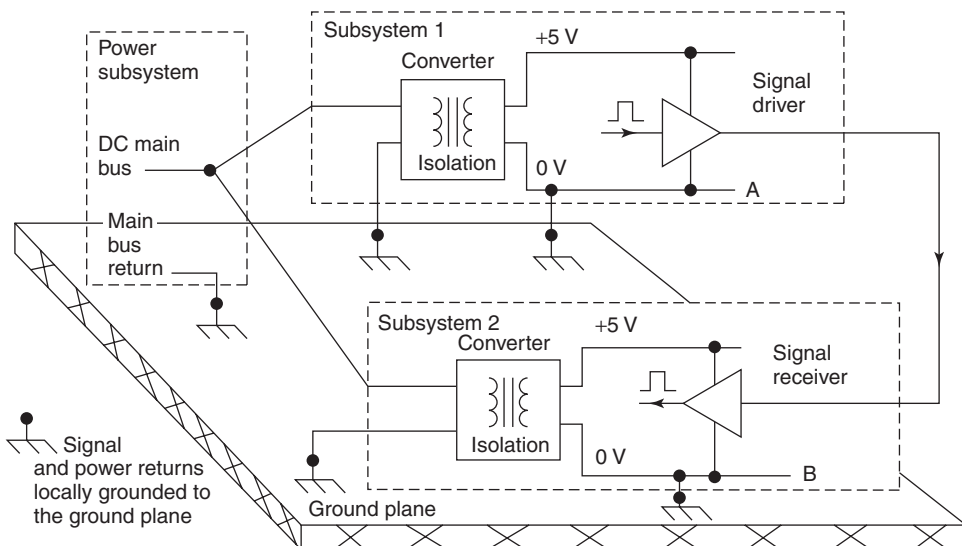 Subsystem 1
Power
subsystem
Converter
+5 V
Signal
driver
DC main
bus
Isolation
0 V
A
Main
bus
return
Subsystem 2
+5 V
Converter
Signal
receiver
Isolation
0 V
B
Signal
and power returns
locally grounded to
the ground plane
Ground plane